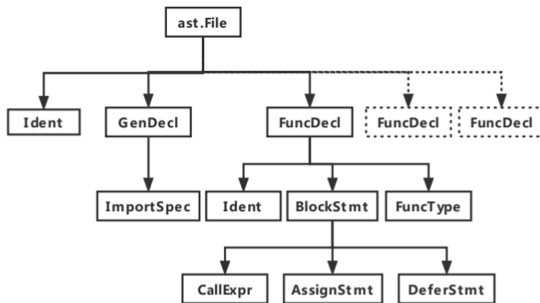 ast.File
Ident GenDecl FuncDecl FuncDecl FuncDecl
ImportSpec Ident BlockStmt FuncType
CallExpr AssignStmt DeferStmt